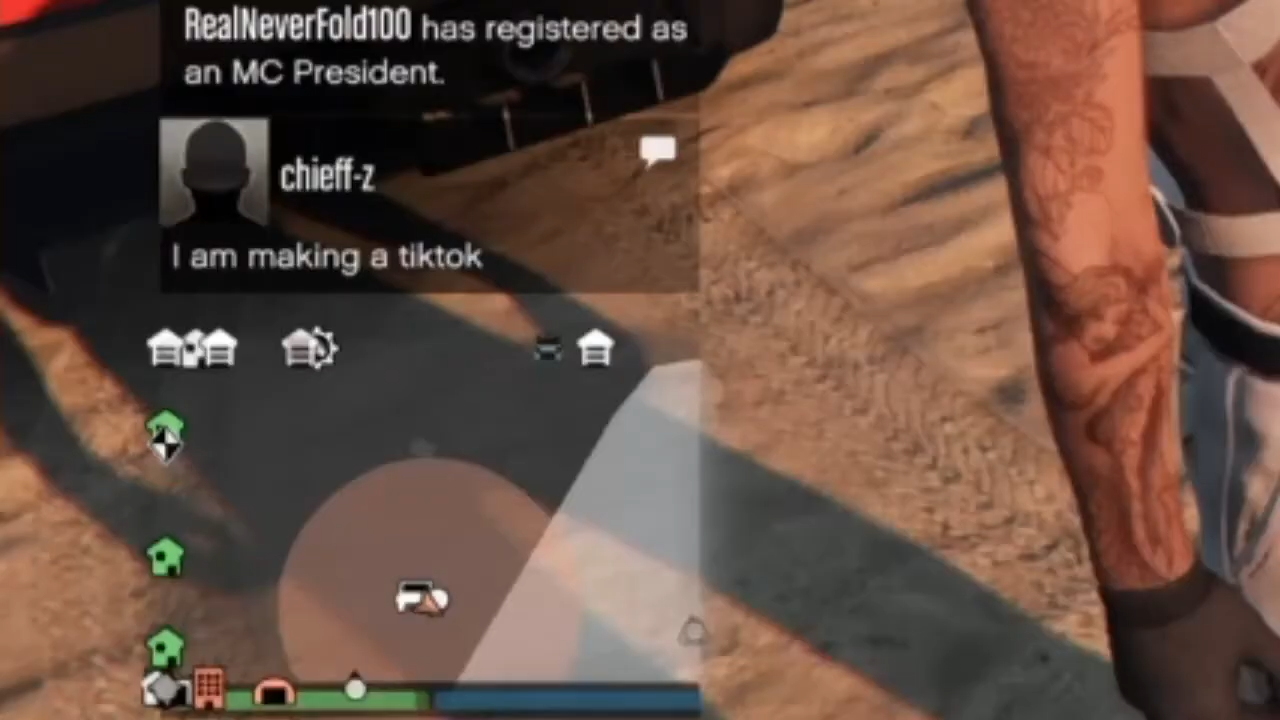 RealNeverFold100 has registered as
an MC President.
chieff-z
I am making a tiktok